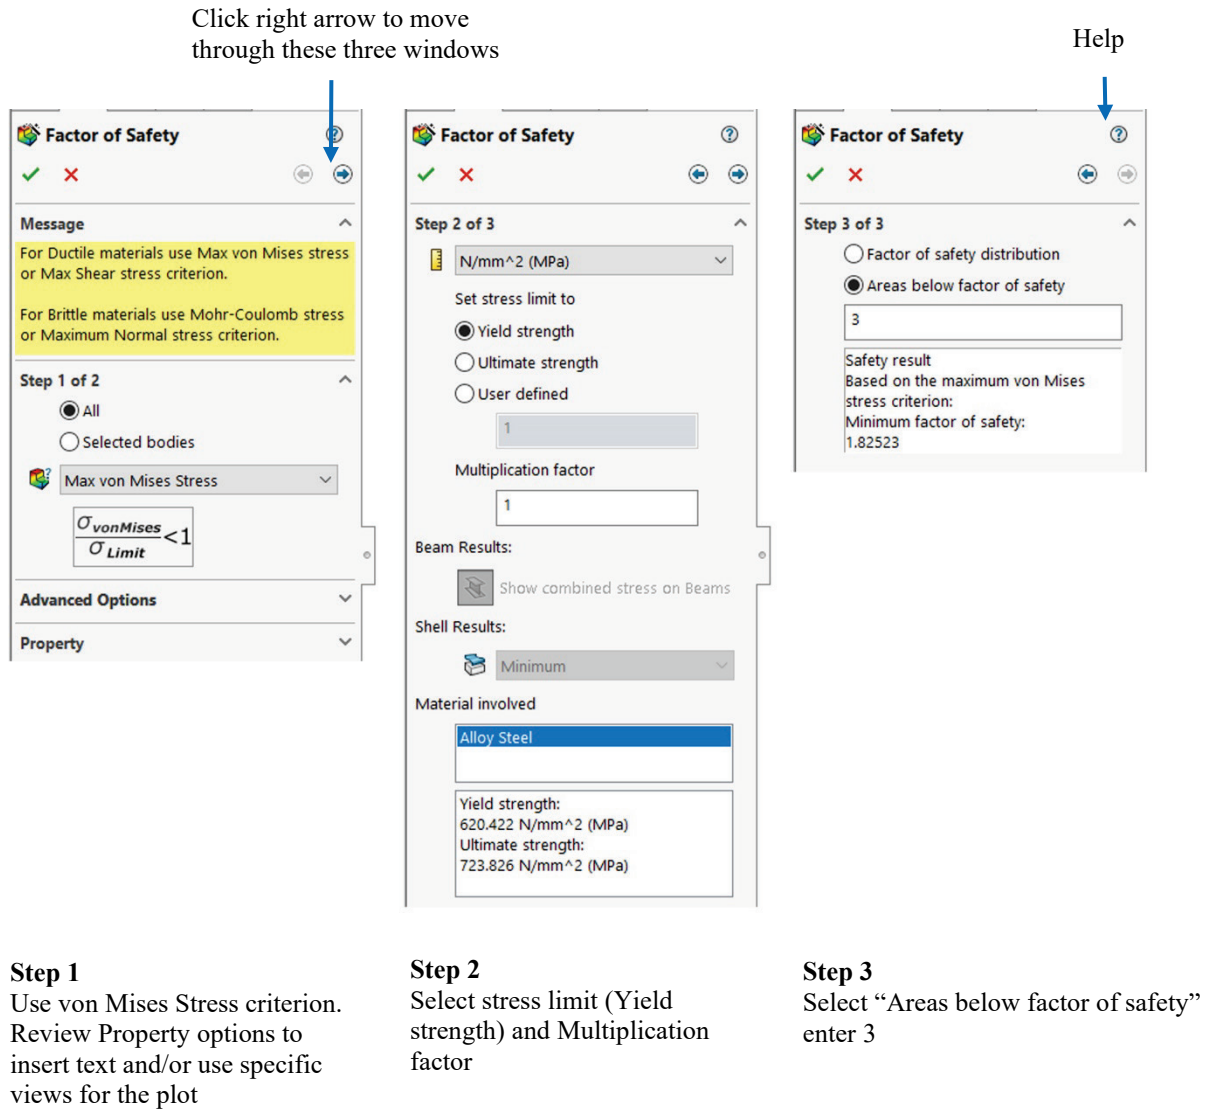 Click right arrow to move
through these three windows
Help
Factor of Safety
Message
For Ductile materials use Max von Mises stress
or Max Shear stress criterion.
For Brittle materials use Mohr-Coulomb stress
or Maximum Normal stress criterion.
Step 1 of 2
All
Selected bodies
Max von Mises Stress
σ vonMises
σ Limit
<1
Advanced Options
Property
Factor of Safety
Step 2 of 3
N/mm^2 (MPa)
Set stress limit to
Yield strength
Ultimate strength
User defined
1
Multiplication factor
1
Beam Results:
Show combined stress on Beams
Shell Results:
Minimum
Material involved
Alloy Steel
Yield strength:
620.422 N/mm^2 (MPa)
Ultimate strength:
723.826 N/mm^2 (MPa)
Factor of Safety
Step 3 of 3
Factor of safety distribution
Areas below factor of safety
3
Safety result
Based on the maximum von Mises
stress criterion:
Minimum factor of safety:
1.82523
Step 1
Use von Mises Stress criterion.
Review Property options to
insert text and/or use specific
views for the plot
Step 2
Select stress limit (Yield
strength) and Multiplication
factor
Step 3
Select “Areas below factor of safety”
enter 3